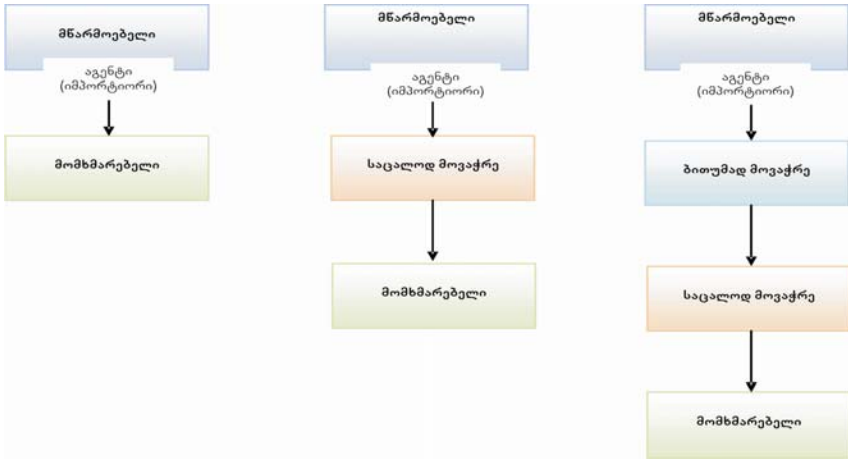 მწარმოებელი
აგენტი
(იმპორტიორი)
მომხმარებელი
მწარმოებელი
აგენტი
(იმპორტიორი)
საცალოდ მოვაჭრე
მომხმარებელი
მწარმოებელი
აგენტი
(იმპორტიორი)
ბითუმად მოვაჭრე
საცალოდ მოვაჭრე
მომხმარებელი